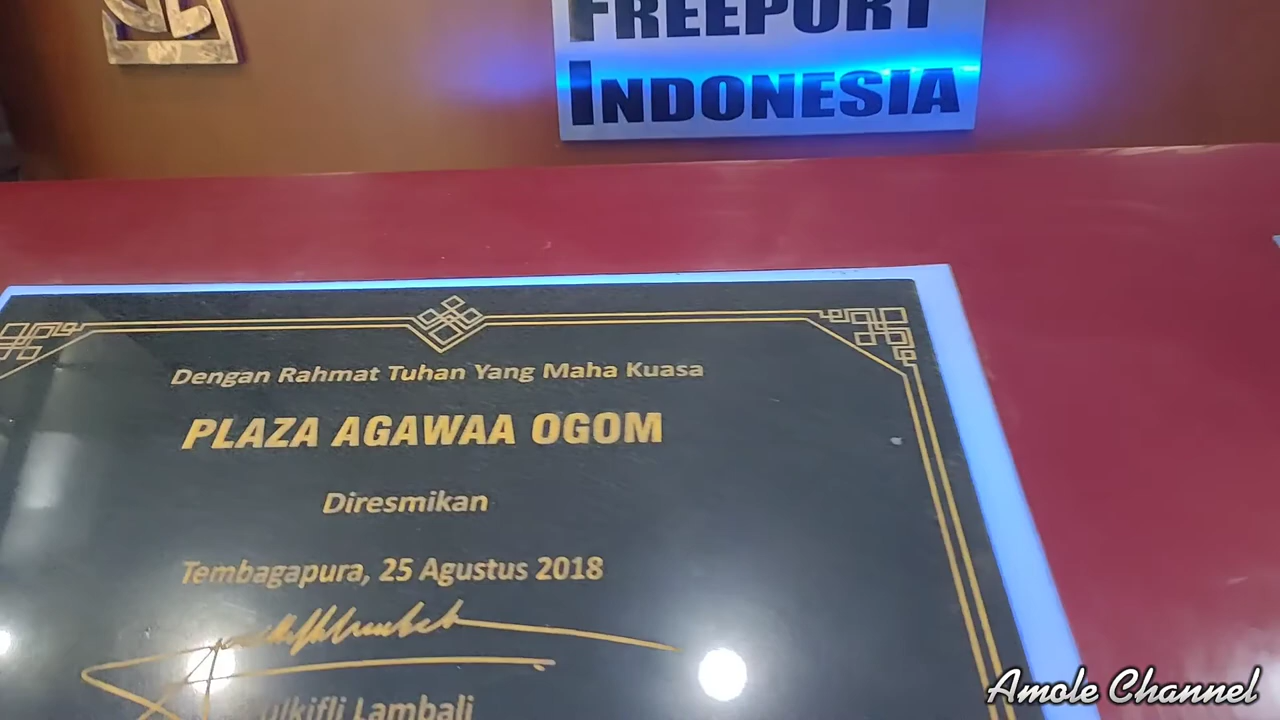 FREEPORT
INDONESIA
Dengan Rahmat Tuhan Yang Maha Kuasa
PLAZA AGAWAA OGOM
Diresmikan
Tembagapura, 25 Agustus 2018
Lambali
Amole Channel